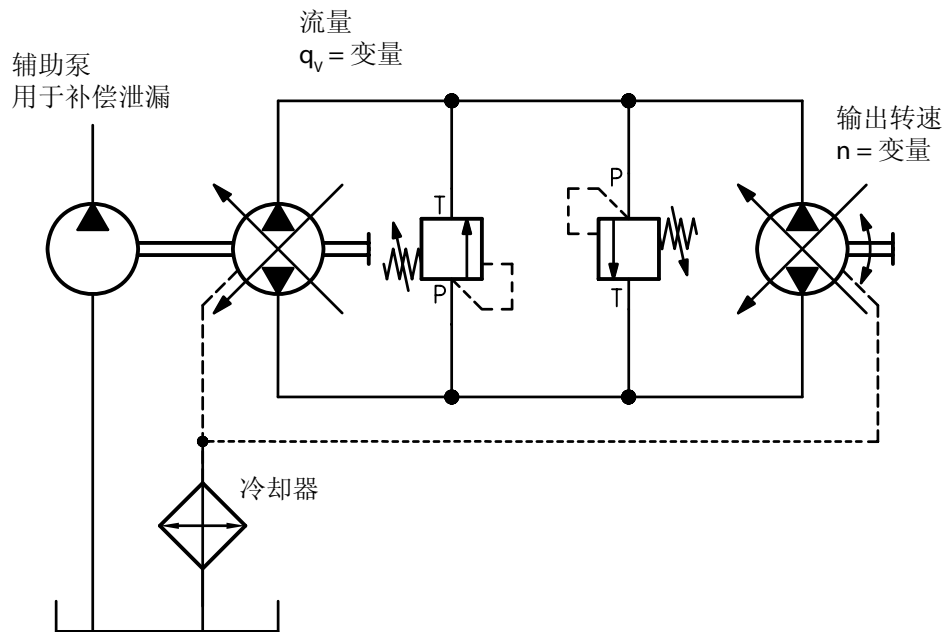 流量
qv = 变量
辅助泵
用于补偿泄漏
输出转速
n = 变量
P
T
P
T
冷却器